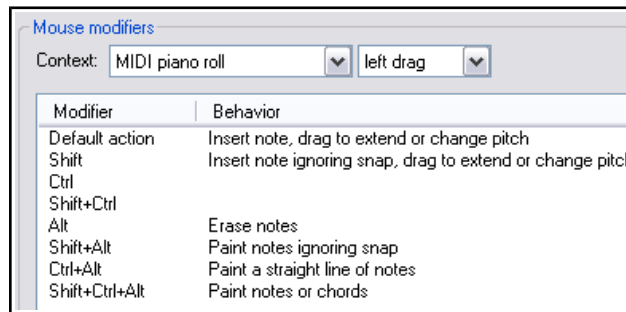 Mouse modifiers
Context: MIDI piano roll left drag
Modifier Behavior
Default action Insert note, drag to extend or change pitch
Shift Insert note ignoring snap, drag to extend or change pitc
Ctrl
Shift+Ctrl
Alt Erase notes
Shift+Alt Paint notes ignoring snap
Ctrl+Alt Paint a straight line of notes
Shift+Ctrl+Alt Paint notes or chords